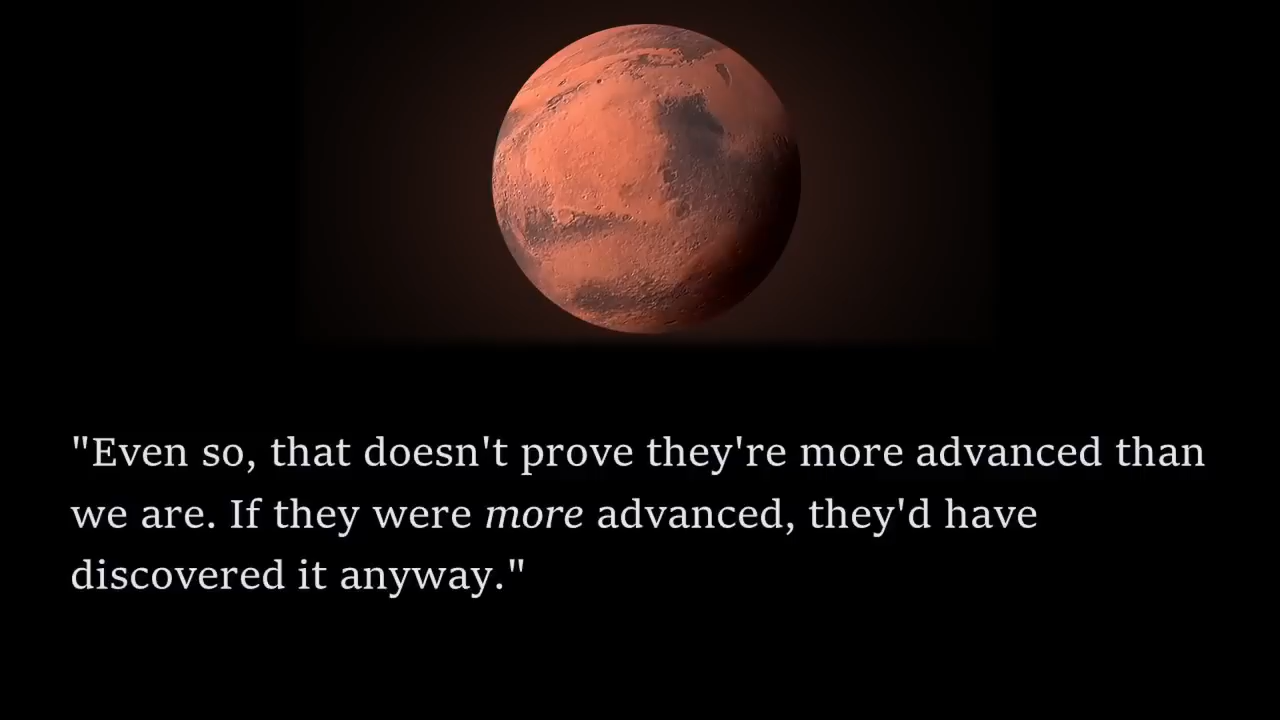 "Even so, that doesn't prove they're more advanced than
we are. If they were more advanced, they'd have
discovered it anyway."